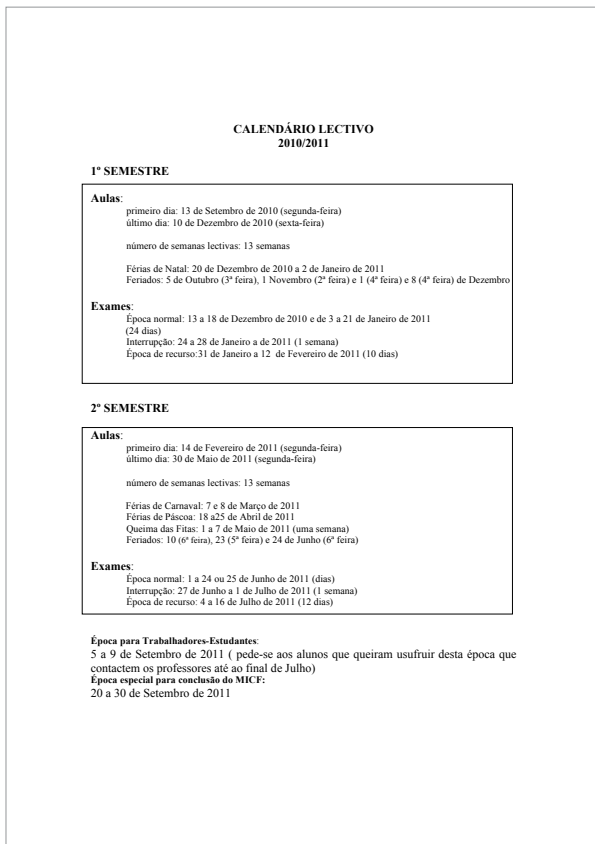 CALENDÁRIO LECTIVO
2010/2011
1º SEMESTRE
Aulas:
primeiro dia: 13 de Setembro de 2010 (segunda-feira)
último dia: 10 de Dezembro de 2010 (sexta-feira)
número de semanas lectivas: 13 semanas
Férias de Natal: 20 de Dezembro de 2010 a 2 de Janeiro de 2011
Feriados: 5 de Outubro (3ª feira), 1 Novembro (2ª feira) e 1 (4ª feira) e 8 (4ª feira) de Dezembro
Exames:
Época normal: 13 a 18 de Dezembro de 2010 e de 3 a 21 de Janeiro de 2011
(24 dias)
Interrupção: 24 a 28 de Janeiro a de 2011 (1 semana)
Época de recurso:31 de Janeiro a 12 de Fevereiro de 2011 (10 dias)
2º SEMESTRE
Aulas:
primeiro dia: 14 de Fevereiro de 2011 (segunda-feira)
último dia: 30 de Maio de 2011 (segunda-feira)
número de semanas lectivas: 13 semanas
Férias de Carnaval: 7 e 8 de Março de 2011
Férias de Páscoa: 18 a25 de Abril de 2011
Queima das Fitas: 1 a 7 de Maio de 2011 (uma semana)
Feriados: 10 (6ª feira), 23 (5ª feira) e 24 de Junho (6ª feira)
Exames:
Época normal: 1 a 24 ou 25 de Junho de 2011 (dias)
Interrupção: 27 de Junho a 1 de Julho de 2011 (1 semana)
Época de recurso: 4 a 16 de Julho de 2011 (12 dias)
Época para Trabalhadores-Estudantes:
5 a 9 de Setembro de 2011 ( pede-se aos alunos que queiram usufruir desta época que
contactem os professores até ao final de Julho)
Época especial para conclusão do MICF:
20 a 30 de Setembro de 2011